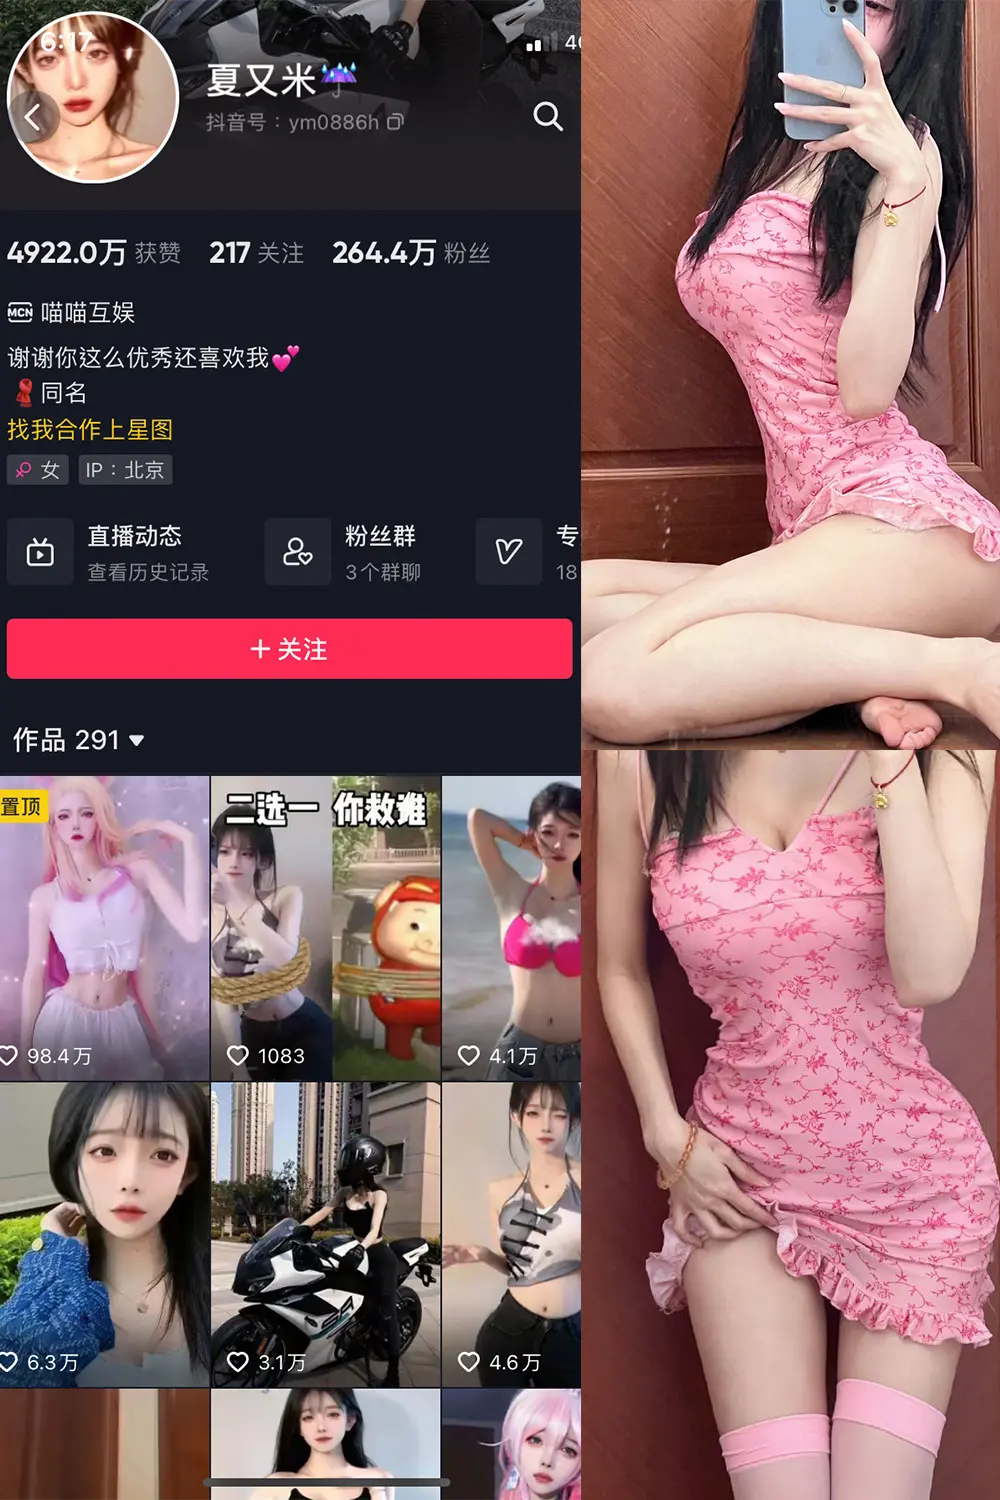 6:17
4
夏又米☔
抖音号：ym0886h
4922.0万 获赞 217 关注 264.4万 粉丝
MCN 喵喵互娱
谢谢你这么优秀还喜欢我💕
🧣同名
找我合作上星图
女 IP：北京
直播动态
查看历史记录
粉丝群
3个群聊
专
18
+ 关注
作品 291
置顶
二选一 你救谁
98.4万
1083
4.1万
6.3万
3.1万
4.6万